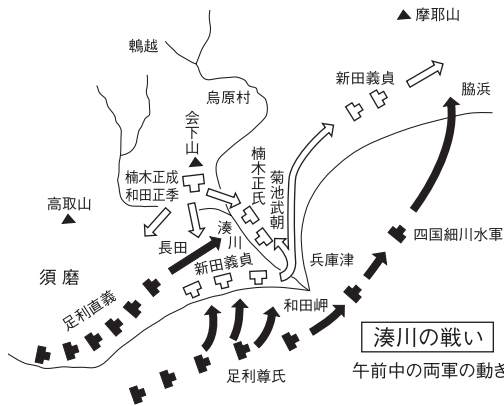 摩耶山
鵯越
新田義貞
脇浜
烏原村
会下山
楠木正成
和田正季
楠木正氏
菊池武朝
高取山
長田
湊川
新田義貞
兵庫津
四国細川水軍
須磨
足利直義
和田岬
足利尊氏
湊川の戦い
午前中の両軍の動き